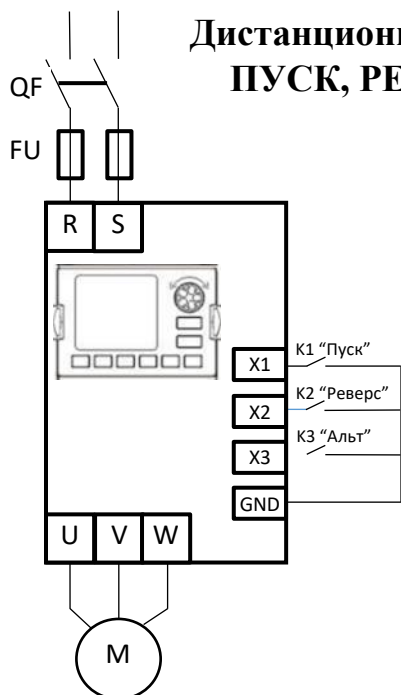 Дистанционн
ПУСК, РЕ
QF
FU
R S
X1 K1 “Пуск”
X2 K2 “Реверс”
X3 K3 “Альт”
GND
U V W
M